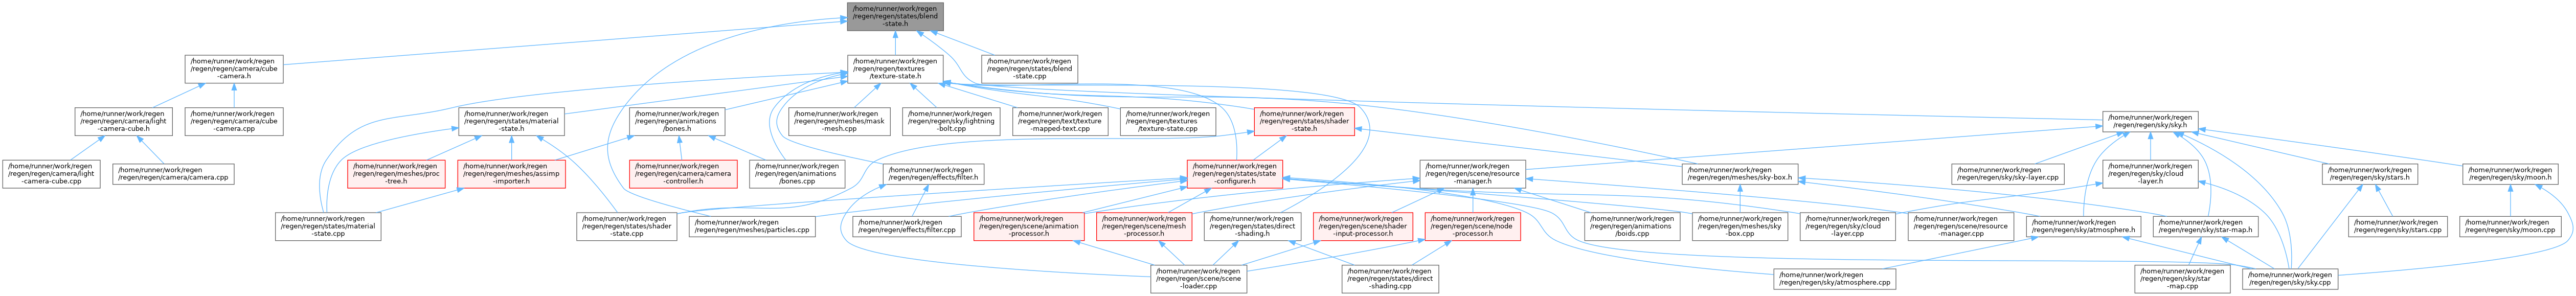 /home/runner/work/regen
/regen/regen/states/blend
-state.h
/home/runner/work/regen
/regen/regen/camera/cube
-camera.h
/home/runner/work/regen
/regen/regen/textures
/texture-state.h
/home/runner/work/regen
/regen/regen/states/blend
-state.cpp
/home/runner/work/regen
/regen/regen/camera/light
-camera-cube.h
/home/runner/work/regen
/regen/regen/camera/cube
-camera.cpp
/home/runner/work/regen
/regen/regen/states/material
-state.h
/home/runner/work/regen
/regen/regen/animations
/bones.h
/home/runner/work/regen
/regen/regen/meshes/mask
-mesh.cpp
/home/runner/work/regen
/regen/regen/sky/lightning
-bolt.cpp
/home/runner/work/regen
/regen/regen/text/texture
-mapped-text.cpp
/home/runner/work/regen
/regen/regen/textures
/texture-state.cpp
/home/runner/work/regen
/regen/regen/states/shader
-state.h
/home/runner/work/regen
/regen/regen/sky/sky.h
/home/runner/work/regen
/regen/regen/camera/light
-camera-cube.cpp
/home/runner/work/regen
/regen/regen/camera/camera.cpp
/home/runner/work/regen
/regen/regen/meshes/proc
-tree.h
/home/runner/work/regen
/regen/regen/meshes/assimp
-importer.h
/home/runner/work/regen
/regen/regen/camera/camera
-controller.h
/home/runner/work/regen
/regen/regen/animations
/bones.cpp
/home/runner/work/regen
/regen/regen/effects/filter.h
/home/runner/work/regen
/regen/regen/states/state
-configurer.h
/home/runner/work/regen
/regen/regen/scene/resource
-manager.h
/home/runner/work/regen
/regen/regen/meshes/sky-box.h
/home/runner/work/regen
/regen/regen/sky/sky-layer.cpp
/home/runner/work/regen
/regen/regen/sky/cloud
-layer.h
/home/runner/work/regen
/regen/regen/sky/stars.h
/home/runner/work/regen
/regen/regen/sky/moon.h
/home/runner/work/regen
/regen/regen/states/material
-state.cpp
/home/runner/work/regen
/regen/regen/states/shader
-state.cpp
/home/runner/work/regen
/regen/regen/meshes/particles.cpp
/home/runner/work/regen
/regen/regen/effects/filter.cpp
/home/runner/work/regen
/regen/regen/scene/animation
-processor.h
/home/runner/work/regen
/regen/regen/scene/mesh
-processor.h
/home/runner/work/regen
/regen/regen/states/direct
-shading.h
/home/runner/work/regen
/regen/regen/scene/shader
-input-processor.h
/home/runner/work/regen
/regen/regen/scene/node
-processor.h
/home/runner/work/regen
/regen/regen/animations
/boids.cpp
/home/runner/work/regen
/regen/regen/meshes/sky
-box.cpp
/home/runner/work/regen
/regen/regen/sky/cloud
-layer.cpp
/home/runner/work/regen
/regen/regen/scene/resource
-manager.cpp
/home/runner/work/regen
/regen/regen/sky/atmosphere.h
/home/runner/work/regen
/regen/regen/sky/star-map.h
/home/runner/work/regen
/regen/regen/sky/stars.cpp
/home/runner/work/regen
/regen/regen/sky/moon.cpp
/home/runner/work/regen
/regen/regen/scene/scene
-loader.cpp
/home/runner/work/regen
/regen/regen/states/direct
-shading.cpp
/home/runner/work/regen
/regen/regen/sky/atmosphere.cpp
/home/runner/work/regen
/regen/regen/sky/star
-map.cpp
/home/runner/work/regen
/regen/regen/sky/sky.cpp